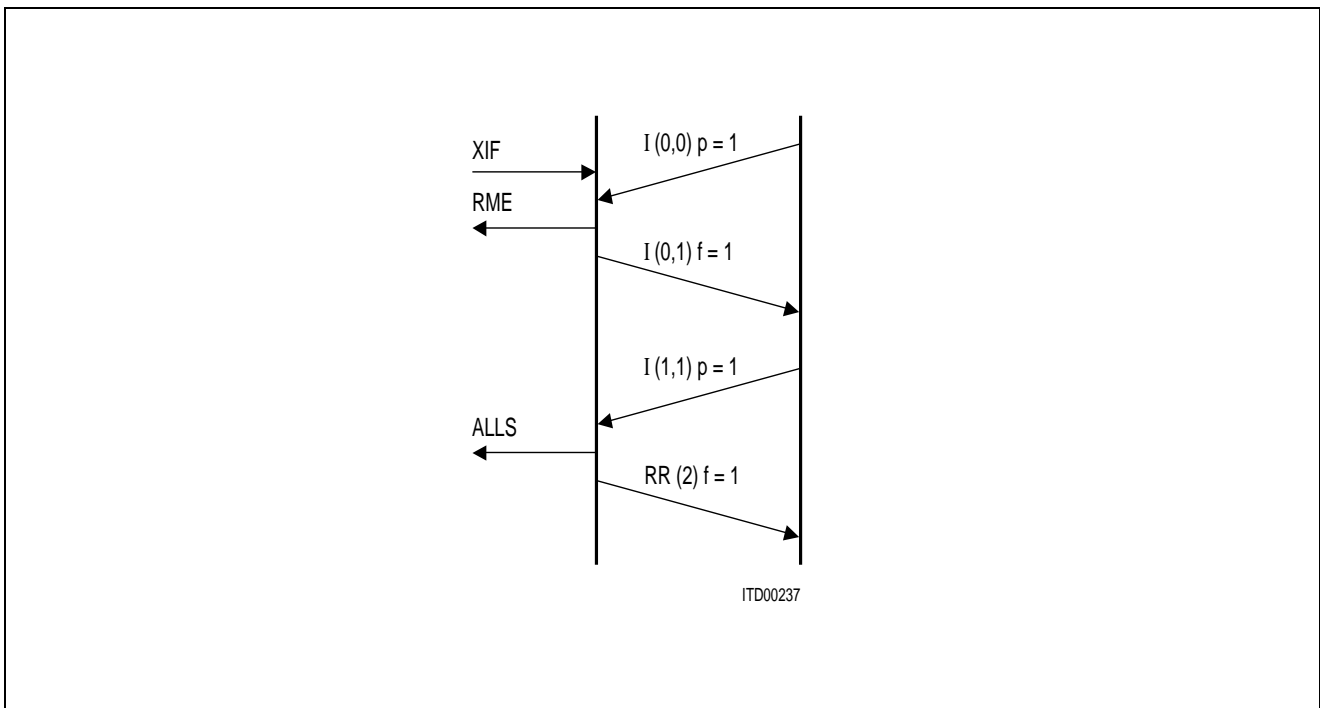 I (0,0) p = 1
XIF
RME
I (0,1) f = 1
I (1,1) p = 1
ALLS
RR (2) f = 1
ITD00237